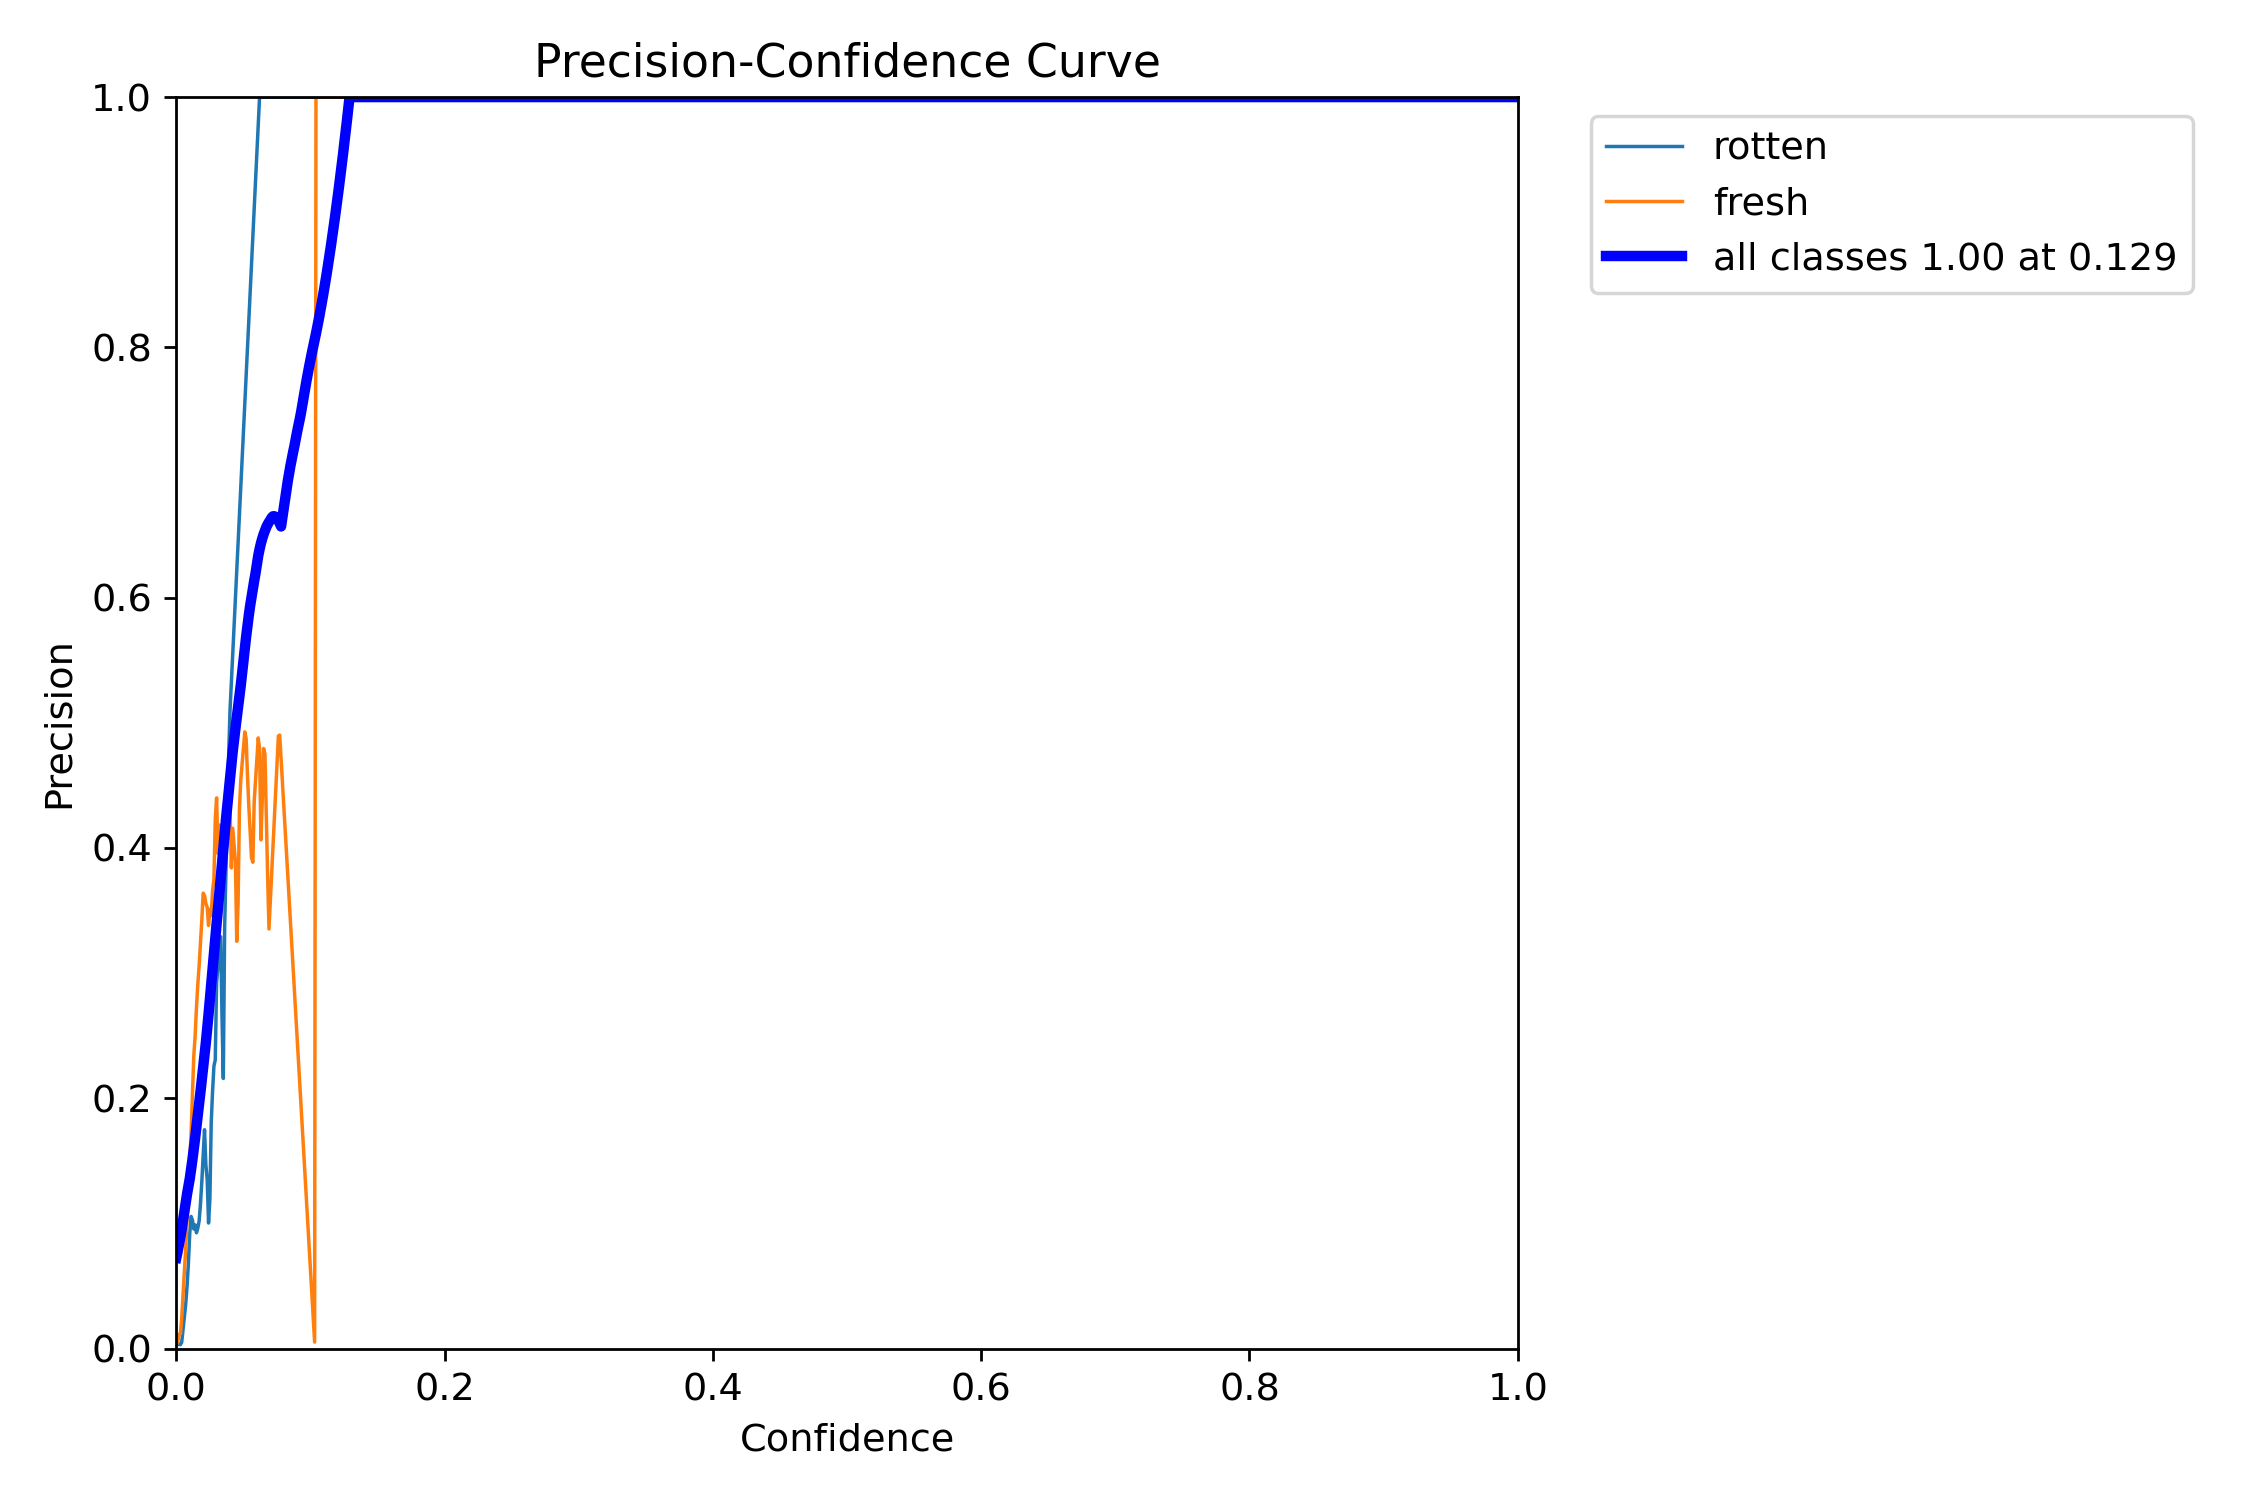 Precision-Confidence Curve
1.0
0.8
0.6
0.4
0.2
0.0
Precision
0.0 0.2 0.4 0.6 0.8 1.0
Confidence
rotten
fresh
all classes 1.00 at 0.129